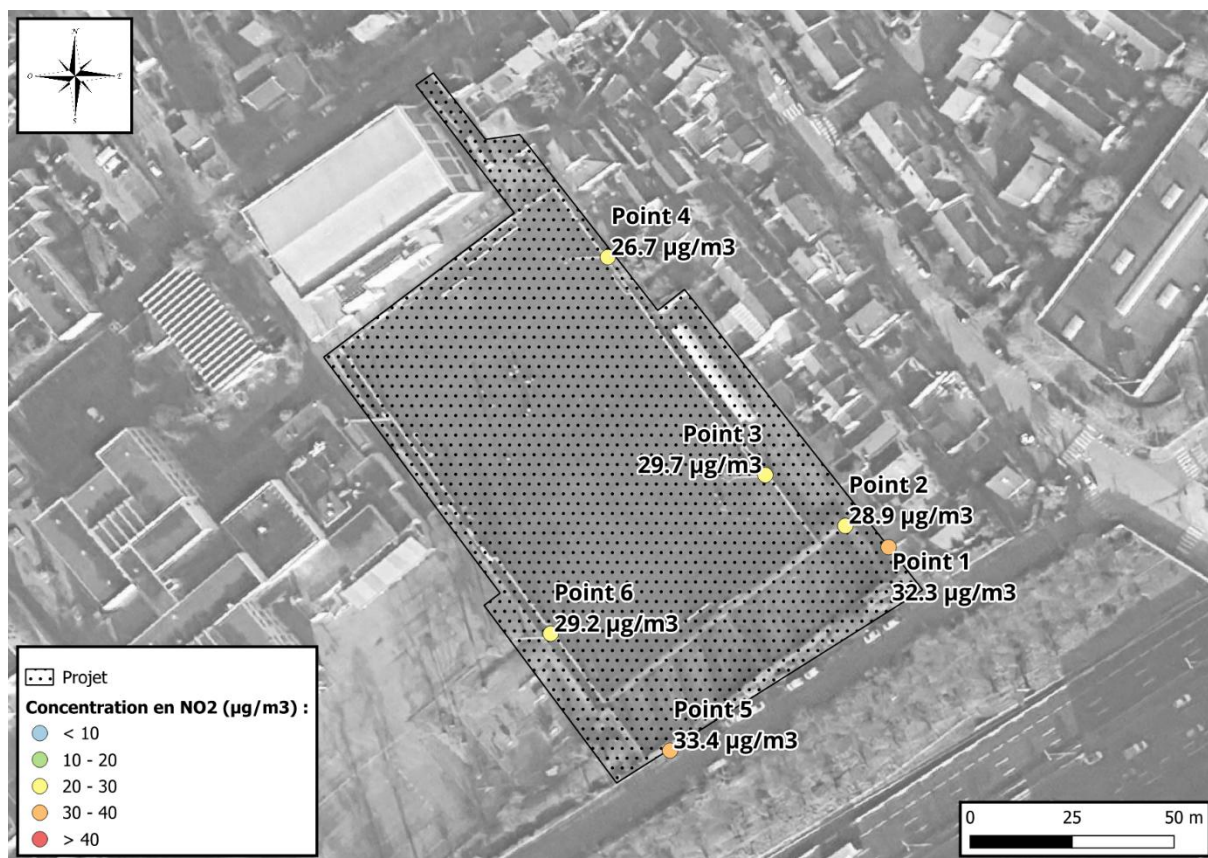 N
O
E
S
Point 4
26.7 µg/m3
Point 3
29.7 µg/m3
Point 2
28.9 µg/m3
Point 1
32.3 µg/m3
Point 6
29.2 µg/m3
Point 5
33.4 µg/m3
Projet
Concentration en NO2 (µg/m3) :
< 10
10 - 20
20 - 30
30 - 40
> 40
0 25 50 m